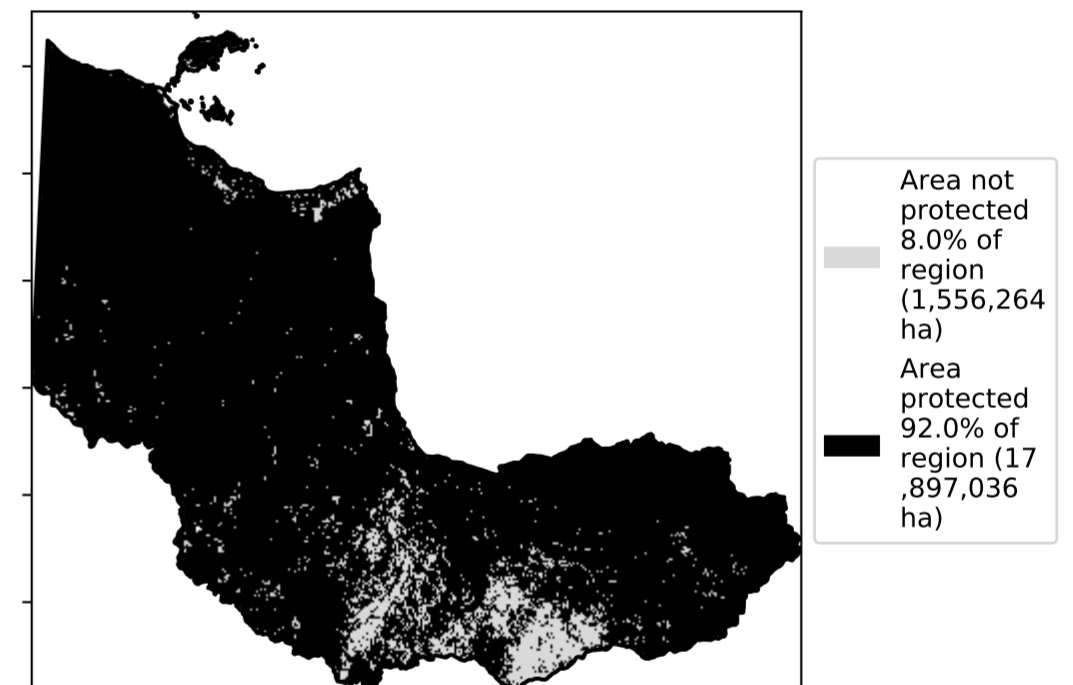 Area not
protected
8.0% of
region
(1,556,264
ha)
Area
protected
92.0% of
region (17
,897,036
ha)